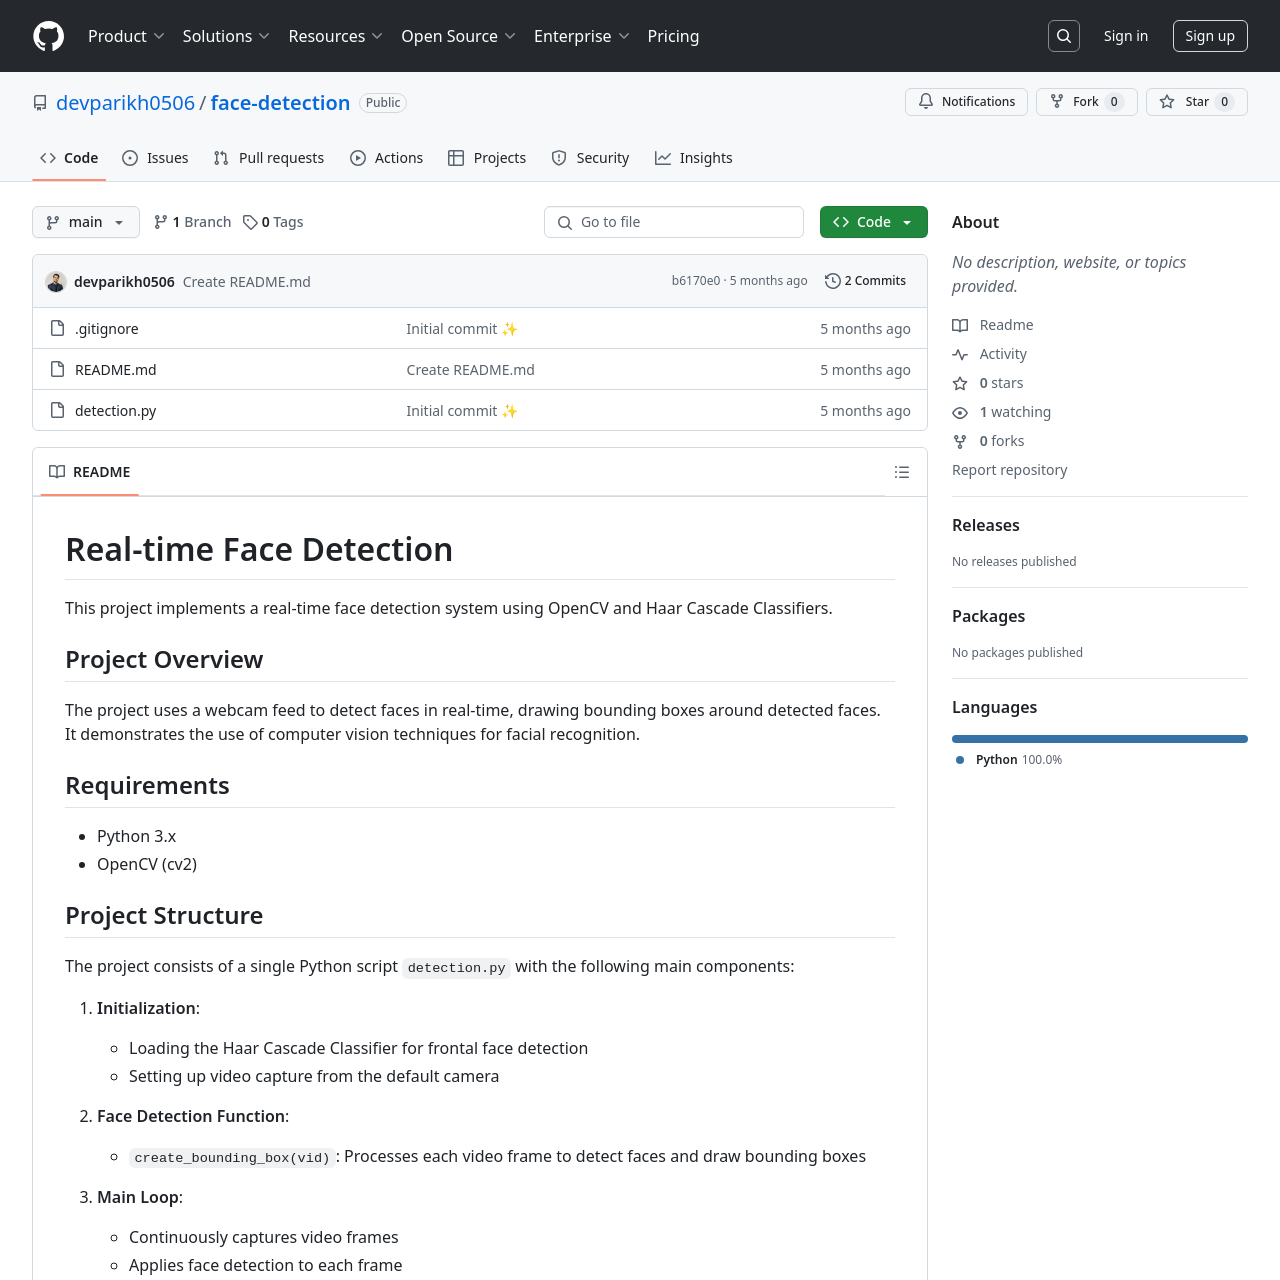 Product Solutions Resources Open Source Enterprise Pricing Sign in Sign up
devparikh0506 / face-detection Public Notifications Fork 0 Star 0
Code Issues Pull requests Actions Projects Security Insights
main 1 Branch 0 Tags Go to file Code
devparikh0506 Create README.md b6170e0 · 5 months ago 2 Commits
.gitignore Initial commit ✨ 5 months ago
README.md Create README.md 5 months ago
detection.py Initial commit ✨ 5 months ago
README
Real-time Face Detection
This project implements a real-time face detection system using OpenCV and Haar Cascade Classifiers.
Project Overview
The project uses a webcam feed to detect faces in real-time, drawing bounding boxes around detected faces.
It demonstrates the use of computer vision techniques for facial recognition.
Requirements
Python 3.x
OpenCV (cv2)
Project Structure
The project consists of a single Python script detection.py with the following main components:
1. Initialization:
Loading the Haar Cascade Classifier for frontal face detection
Setting up video capture from the default camera
2. Face Detection Function:
create_bounding_box(vid): Processes each video frame to detect faces and draw bounding boxes
3. Main Loop:
Continuously captures video frames
Applies face detection to each frame
About
No description, website, or topics
provided.
Readme
Activity
0 stars
1 watching
0 forks
Report repository
Releases
No releases published
Packages
No packages published
Languages
Python 100.0%